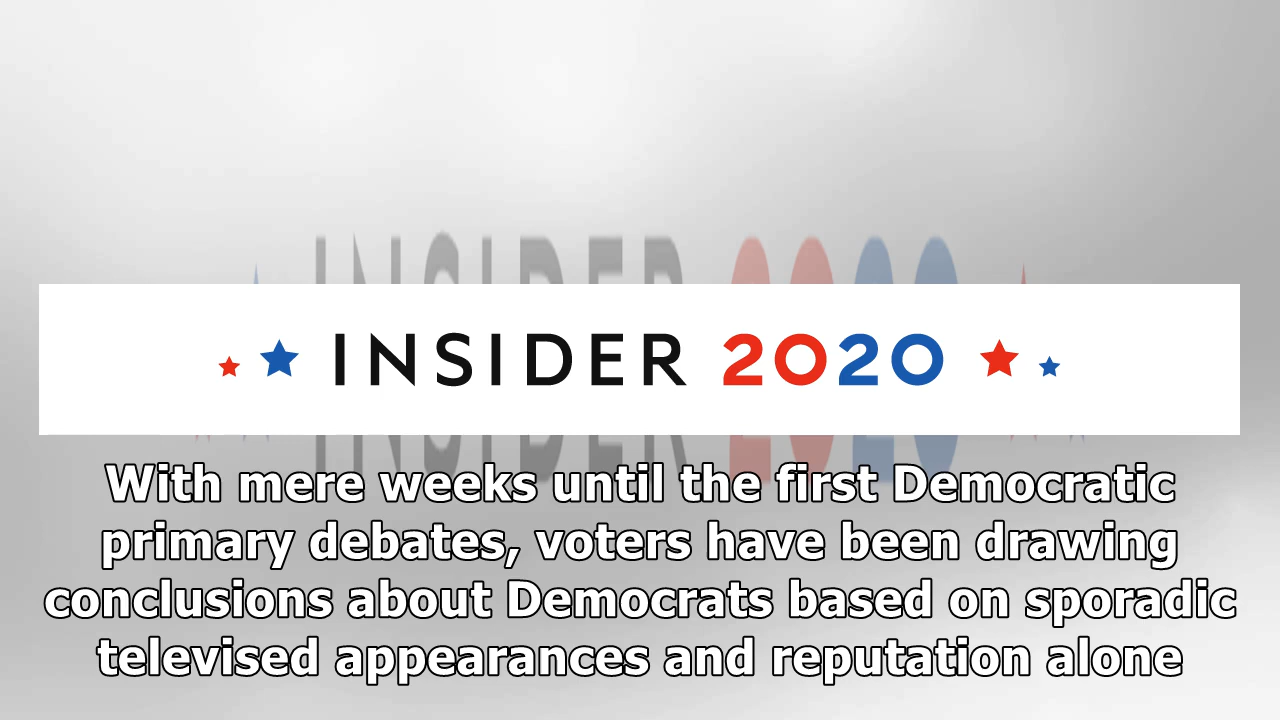 INSIDER 2020
With mere weeks until the first Democratic
primary debates, voters have been drawing
conclusions about Democrats based on sporadic
televised appearances and reputation alone